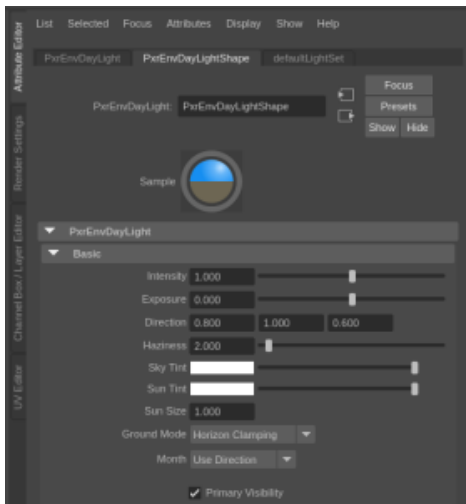 List Selected Focus Attributes Display Show Help
Attribute Editor
Render Settings
Channel Box / Layer Editor
UV Editor
PxrEnvDayLight PxrEnvDayLightShape defaultLightSet
Focus
PxrEnvDayLight: PxrEnvDayLightShape
Presets
Show Hide
Sample
PxrEnvDayLight
Basic
Intensity 1.000
Exposure 0.000
Direction 0.800 1.000 0.600
Haziness 2.000
Sky Tint
Sun Tint
Sun Size 1.000
Ground Mode Horizon Clamping
Month Use Direction
Primary Visibility